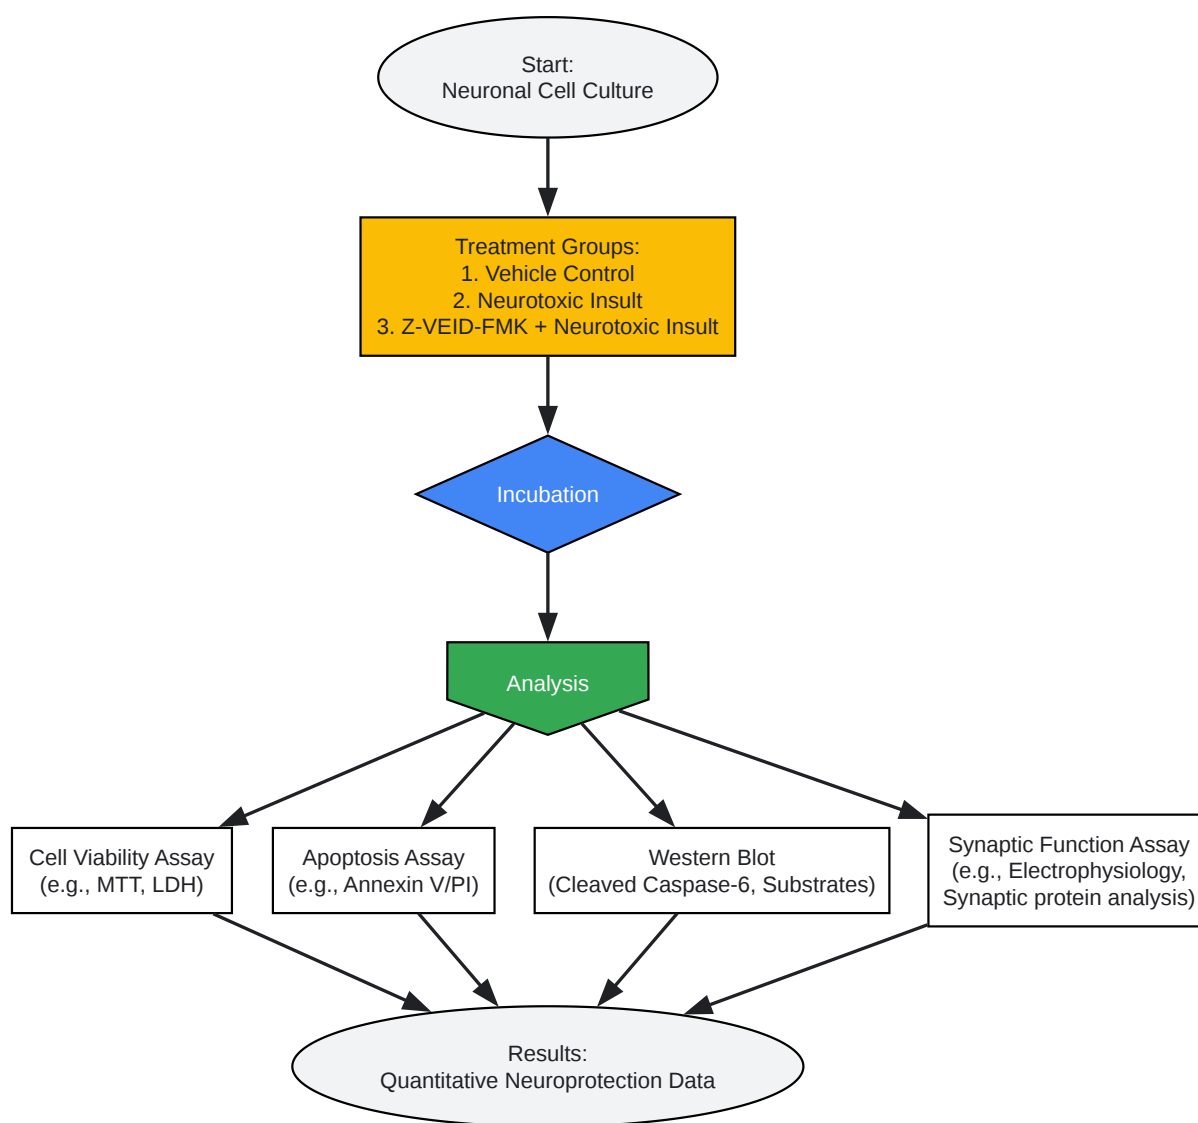 Start:
Neuronal Cell Culture
Treatment Groups:
1. Vehicle Control
2. Neurotoxic Insult
3. Z-VEID-FMK + Neurotoxic Insult
Incubation
Analysis
Cell Viability Assay
(e.g., MTT, LDH)
Apoptosis Assay
(e.g., Annexin V/PI)
Western Blot
(Cleaved Caspase-6, Substrates)
Synaptic Function Assay
(e.g., Electrophysiology,
Synaptic protein analysis)
Results:
Quantitative Neuroprotection Data